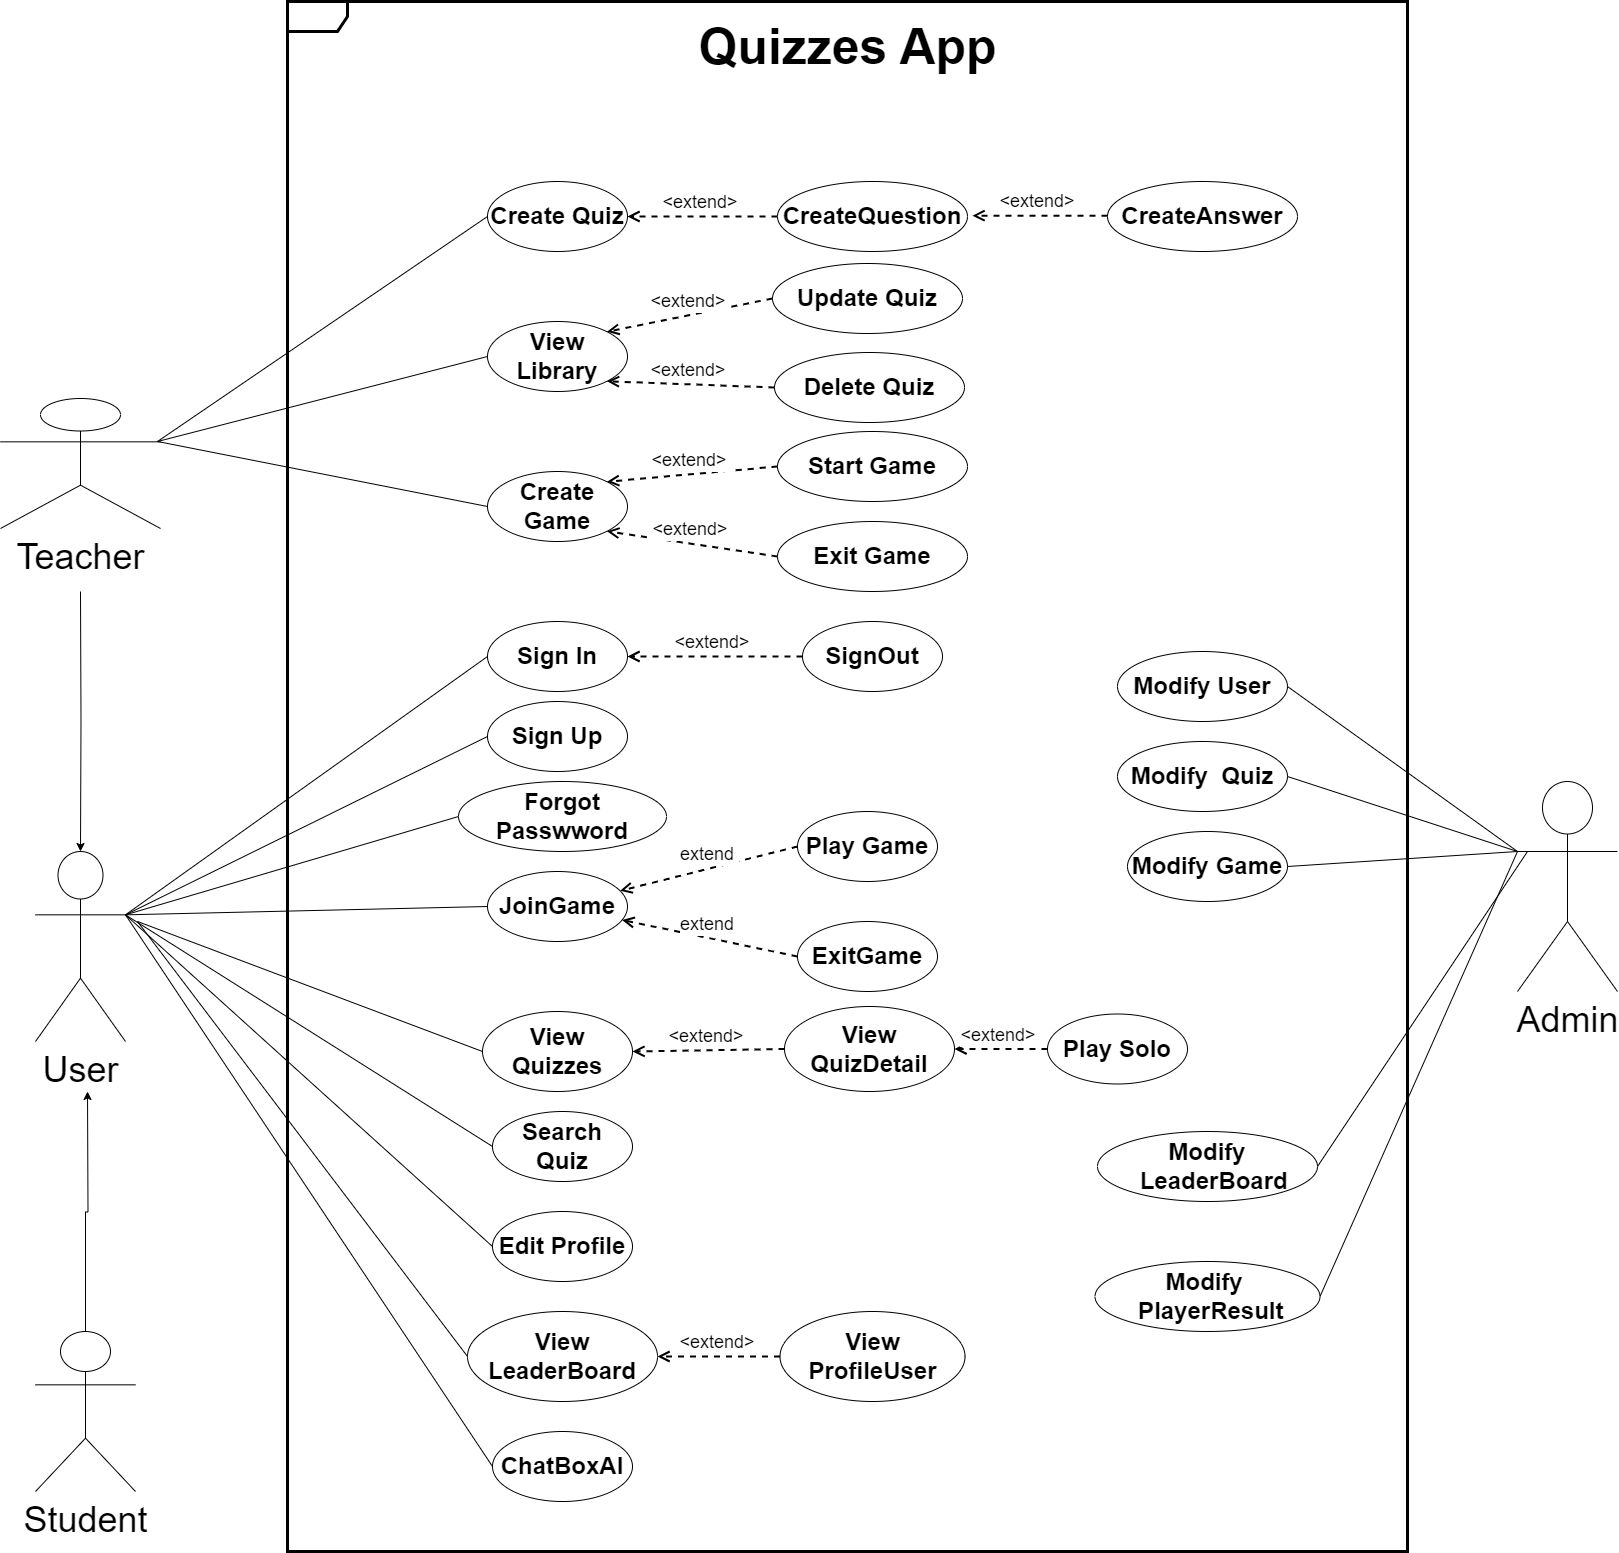 Quizzes App
Create Quiz
<extend>
CreateQuestion
<extend>
CreateAnswer
<extend>
Update Quiz
View
Library
<extend>
Delete Quiz
Teacher
<extend>
Start Game
Create
Game
<extend>
Exit Game
Sign In
<extend>
SignOut
Sign Up
Forgot
Passwword
JoinGame
extend
Play Game
extend
ExitGame
User
View
Quizzes
<extend>
View
QuizDetail
<extend>
Play Solo
Search
Quiz
Edit Profile
View
LeaderBoard
<extend>
View
ProfileUser
ChatBoxAI
Student
Modify User
Modify  Quiz
Modify Game
Admin
Modify
LeaderBoard
Modify
PlayerResult